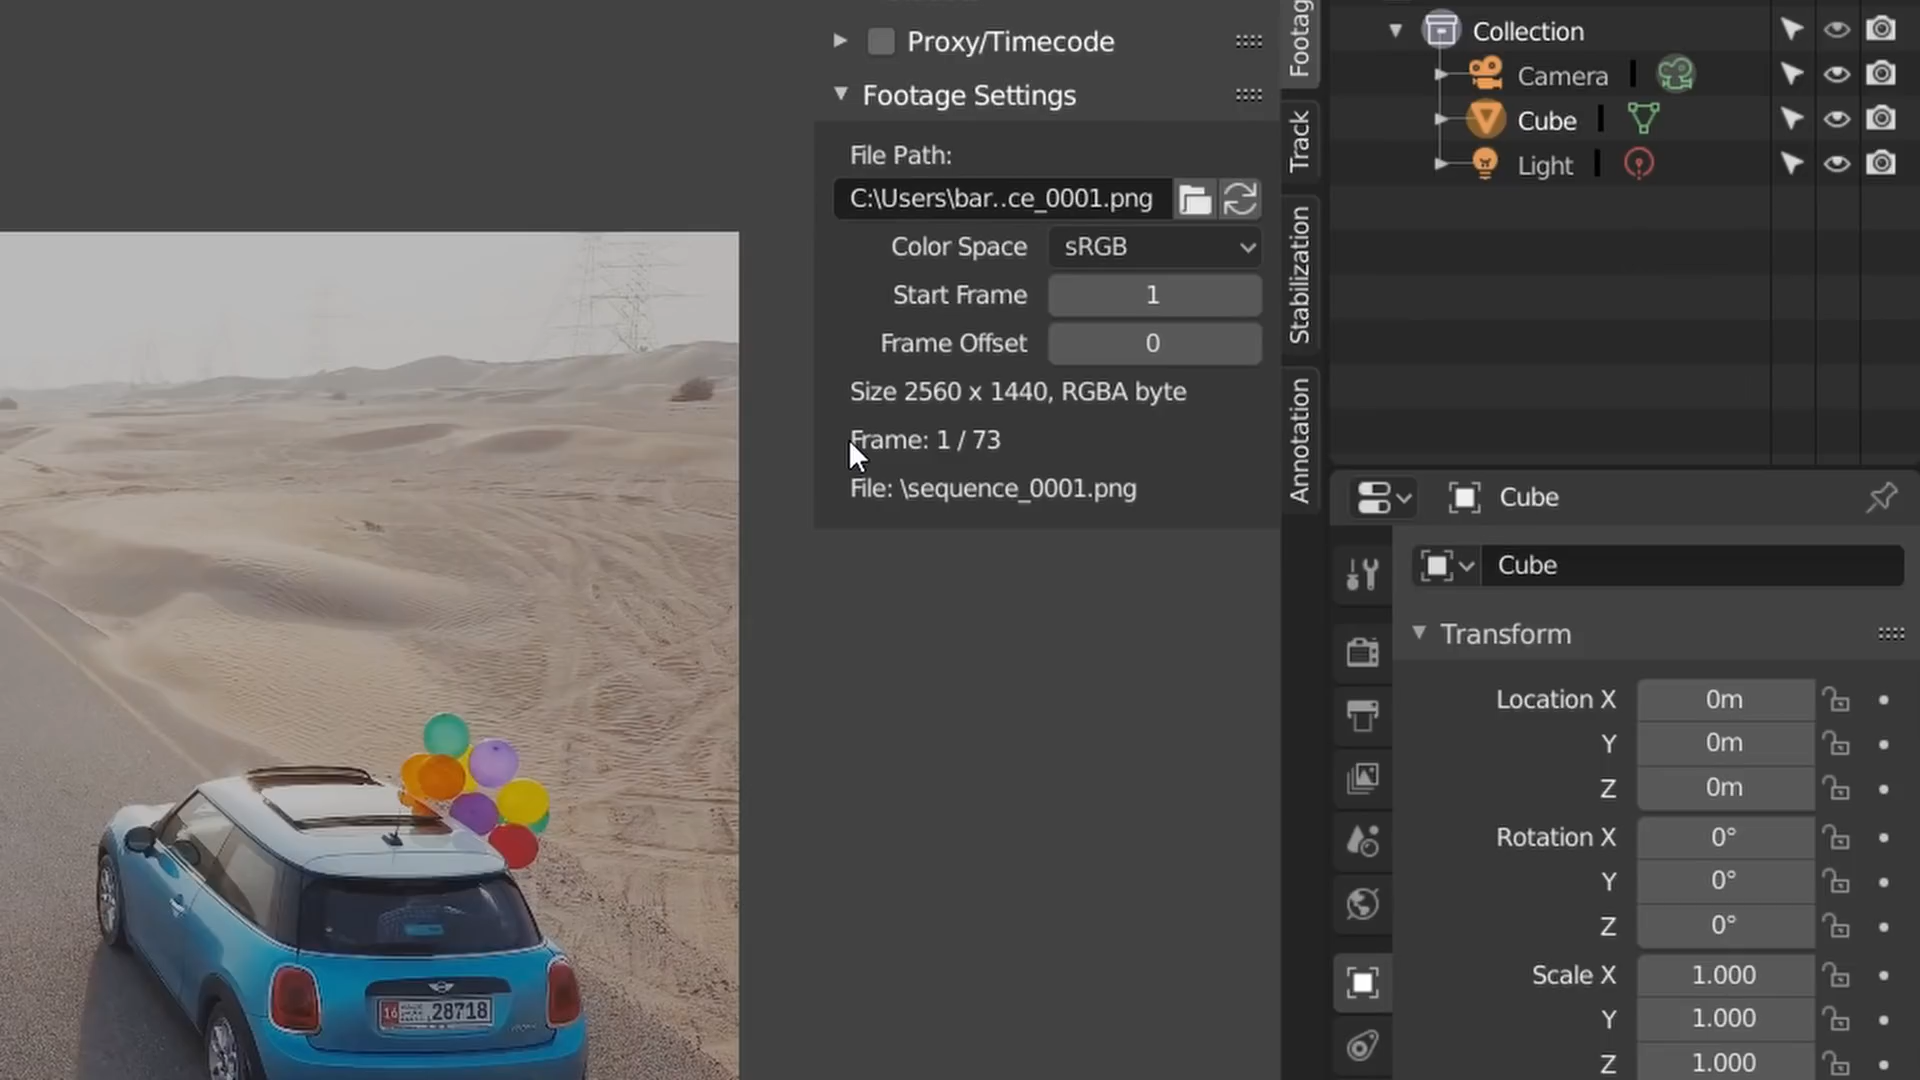 Proxy/Timecode
Footage Settings
File Path:
C:\Users\bar..ce_0001.png
Color Space
sRGB
Start Frame
1
Frame Offset
0
Size 2560 x 1440, RGBA byte
Frame: 1 / 73
File: \sequence_0001.png
Footag
Track
Stabilization
Annotation
Collection
Camera
Cube
Light
Cube
Cube
Transform
Location X
0m
Y
0m
Z
0m
Rotation X
0°
Y
0°
Z
0°
Scale X
1.000
Y
1.000
Z
1.000
16
28718